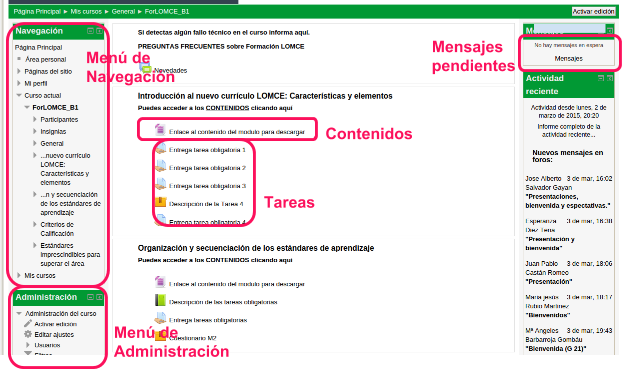 Página Principal ► Mis cursos ► General ► ForLOMCE_B1
Activar edición
Navegación
Página Principal
Área personal
Páginas del sitio
Mi perfil
Curso actual
ForLOMCE_B1
Participantes
Insignias
General
...nuevo currículo
LOMCE:
Características y
elementos
...n y secuenciación
de los estándares de
aprendizaje
Criterios de
Calificación
Estándares
imprescindibles para
superar el área
Mis cursos
Menú de
Navegación
Administración
Administración del curso
Activar edición
Editar ajustes
Usuarios
Filtros
Menú de
Administración
Si detectas algún fallo técnico en el curso informa aquí.
PREGUNTAS FRECUENTES sobre Formación LOMCE
Novedades
Introducción al nuevo currículo LOMCE: Características y elementos
Puedes acceder a los CONTENIDOS clicando aquí
Enlace al contenido del modulo para descargar
Contenidos
Entrega tarea obligatoria 1
Entrega tarea obligatoria 2
Entrega tarea obligatoria 3
Descripción de la Tarea 4
Entrega tarea obligatoria 4
Tareas
Organización y secuenciación de los estándares de aprendizaje
Puedes acceder a los CONTENIDOS clicando aquí
Enlace al contenido del modulo para descargar
Descripción de las tareas obligatorias
Entrega tareas obligatorias
Cuestionario M2
Mensajes
pendientes
No hay mensajes en espera
Mensajes
Actividad
reciente
Actividad desde lunes, 2 de
marzo de 2015, 20:20
Informe completo de la
actividad reciente...
Nuevos mensajes en
foros:
Jose Alberto 3 de mar, 16:02
Salvador Gayan
"Presentaciones,
bienvenida y espectativas."
Esperanza 3 de mar, 16:38
Diez Tena
"Presentación y
bienvenida"
Juan Pablo 3 de mar, 18:06
Castán Romeo
"Presentación"
Maria jesús 3 de mar, 18:17
Rubio Martínez
"Bienvenidos"
Mª Angeles 3 de mar, 19:43
Barbarroja Gombáu
"Bienvenida (G 21)"